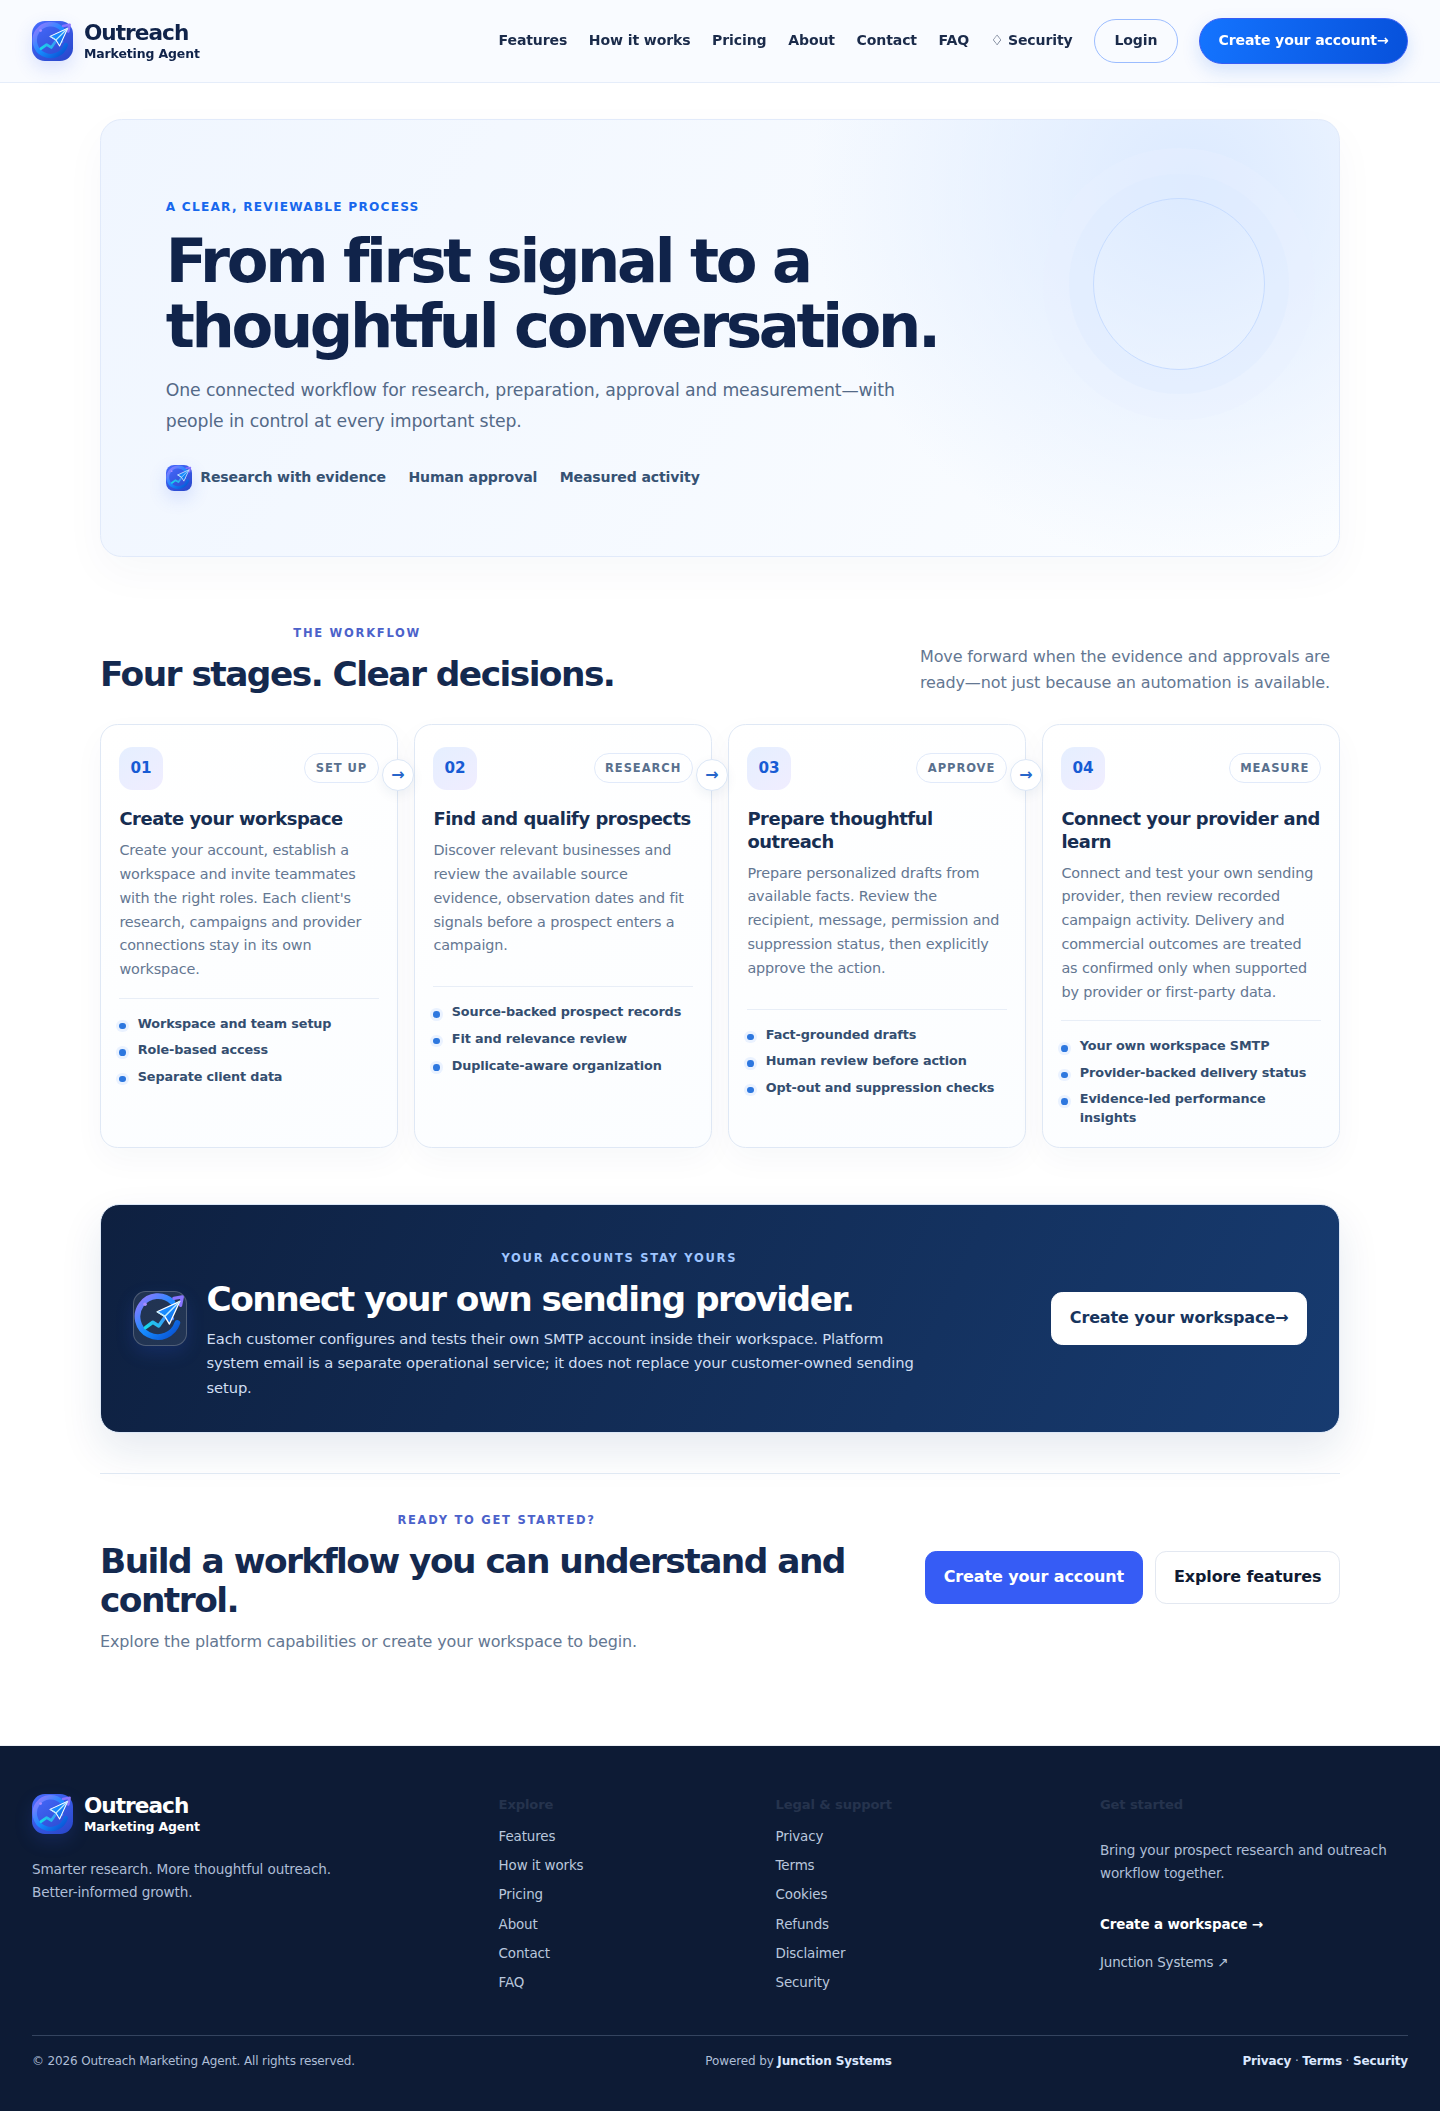 Outreach
Marketing Agent
Features How it works Pricing About Contact FAQ ♢ Security Login Create your account→
A CLEAR, REVIEWABLE PROCESS
From first signal to a
thoughtful conversation.
One connected workflow for research, preparation, approval and measurement—with
people in control at every important step.
Research with evidence Human approval Measured activity
THE WORKFLOW
Four stages. Clear decisions.
Move forward when the evidence and approvals are
ready—not just because an automation is available.
01 SET UP →
Create your workspace
Create your account, establish a
workspace and invite teammates
with the right roles. Each client's
research, campaigns and provider
connections stay in its own
workspace.
Workspace and team setup
Role-based access
Separate client data
02 RESEARCH →
Find and qualify prospects
Discover relevant businesses and
review the available source
evidence, observation dates and fit
signals before a prospect enters a
campaign.
Source-backed prospect records
Fit and relevance review
Duplicate-aware organization
03 APPROVE →
Prepare thoughtful
outreach
Prepare personalized drafts from
available facts. Review the
recipient, message, permission and
suppression status, then explicitly
approve the action.
Fact-grounded drafts
Human review before action
Opt-out and suppression checks
04 MEASURE
Connect your provider and
learn
Connect and test your own sending
provider, then review recorded
campaign activity. Delivery and
commercial outcomes are treated
as confirmed only when supported
by provider or first-party data.
Your own workspace SMTP
Provider-backed delivery status
Evidence-led performance
insights
YOUR ACCOUNTS STAY YOURS
Connect your own sending provider.
Each customer configures and tests their own SMTP account inside their workspace. Platform
system email is a separate operational service; it does not replace your customer-owned sending
setup.
Create your workspace→
READY TO GET STARTED?
Build a workflow you can understand and
control.
Explore the platform capabilities or create your workspace to begin.
Create your account Explore features
Outreach
Marketing Agent
Smarter research. More thoughtful outreach.
Better-informed growth.
Explore
Features
How it works
Pricing
About
Contact
FAQ
Legal & support
Privacy
Terms
Cookies
Refunds
Disclaimer
Security
Get started
Bring your prospect research and outreach
workflow together.
Create a workspace →
Junction Systems ↗
© 2026 Outreach Marketing Agent. All rights reserved.
Powered by Junction Systems
Privacy · Terms · Security